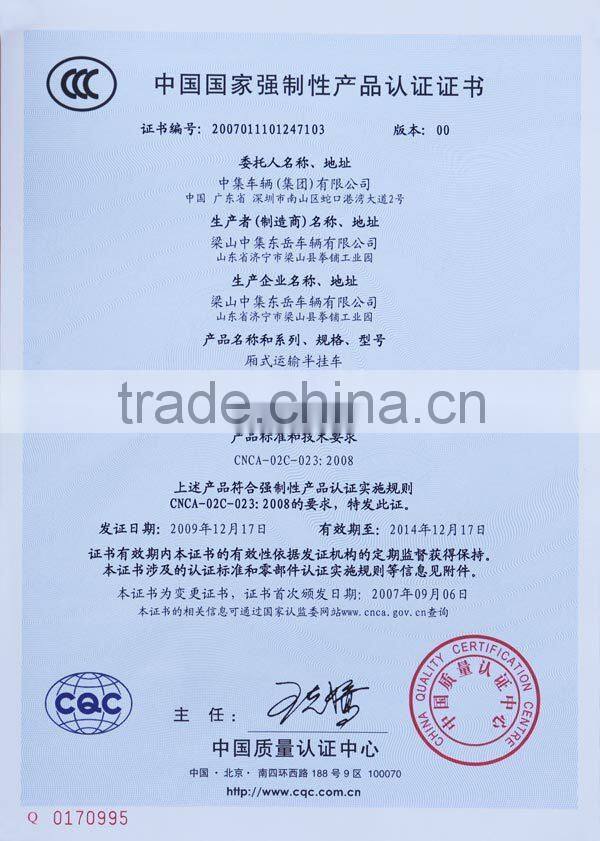 CCC
中国国家强制性产品认证证书
证书编号: 2007011101247103 版本: 00
委托人名称、地址
中集车辆(集团)有限公司
中国 广东省 深圳市南山区蛇口港湾大道2号
生产者(制造商)名称、地址
梁山中集东岳车辆有限公司
山东省济宁市梁山县拳铺工业园
生产企业名称、地址
梁山中集东岳车辆有限公司
山东省济宁市梁山县拳铺工业园
产品名称和系列、规格、型号
厢式运输半挂车
trade.china.cn
产品标准和技术要求
CNCA-02C-023: 2008
上述产品符合强制性产品认证实施规则
CNCA-02C-023: 2008的要求，特发此证。
发证日期: 2009年12月17日 有效期至: 2014年12月17日
证书有效期内本证书的有效性依据发证机构的定期监督获得保持。
本证书涉及的认证标准和零部件认证实施规则等信息见附件。
本证书为变更证书，证书首次颁发日期: 2007年09月06日
本证书的相关信息可通过国家认监委网站www.cnca.gov.cn查询
CHINA QUALITY CERTIFICATION CENTRE
中国质量认证中心
CQC
主 任:
中国质量认证中心
中国·北京·南四环西路 188 号 9 区 100070
http://www.cqc.com.cn
Q 0170995